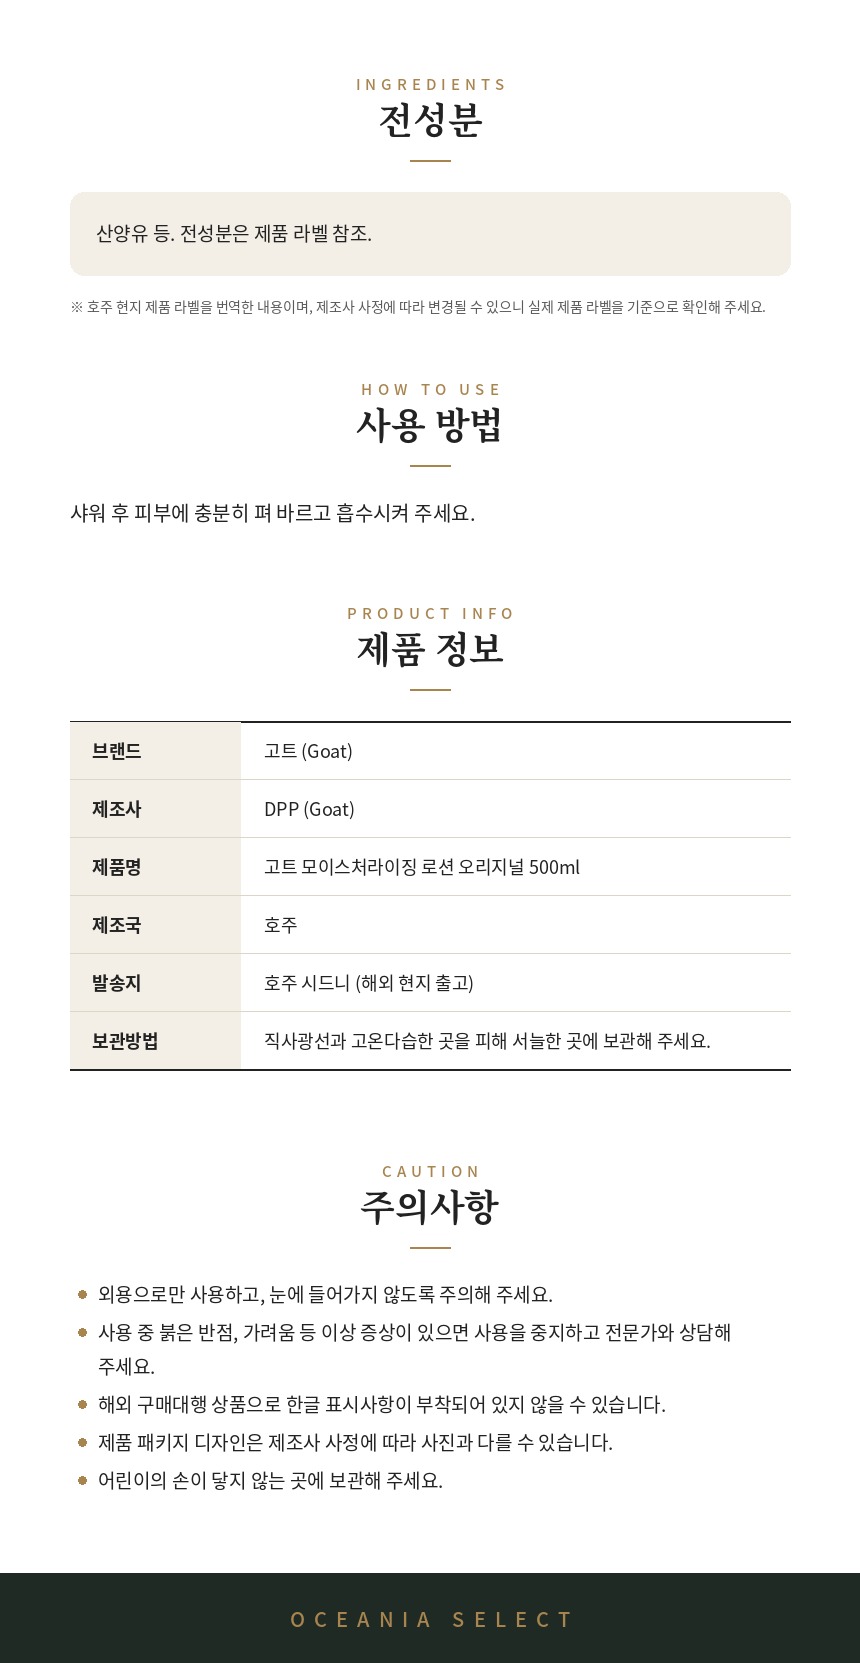 INGREDIENTS
전성분
산양유 등. 전성분은 제품 라벨 참조.
※ 호주 현지 제품 라벨을 번역한 내용이며, 제조사 사정에 따라 변경될 수 있으니 실제 제품 라벨을 기준으로 확인해 주세요.
HOW TO USE
사용 방법
샤워 후 피부에 충분히 펴 바르고 흡수시켜 주세요.
PRODUCT INFO
제품 정보
브랜드 고트 (Goat)
제조사 DPP (Goat)
제품명 고트 모이스처라이징 로션 오리지널 500ml
제조국 호주
발송지 호주 시드니 (해외 현지 출고)
보관방법 직사광선과 고온다습한 곳을 피해 서늘한 곳에 보관해 주세요.
CAUTION
주의사항
외용으로만 사용하고, 눈에 들어가지 않도록 주의해 주세요.
사용 중 붉은 반점, 가려움 등 이상 증상이 있으면 사용을 중지하고 전문가와 상담해
주세요.
해외 구매대행 상품으로 한글 표시사항이 부착되어 있지 않을 수 있습니다.
제품 패키지 디자인은 제조사 사정에 따라 사진과 다를 수 있습니다.
어린이의 손이 닿지 않는 곳에 보관해 주세요.
OCEANIA SELECT